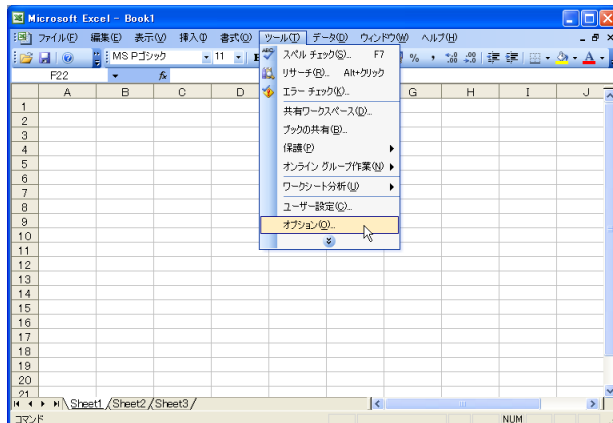 Microsoft Excel - Book1
ファイル(F) 編集(E) 表示(V) 挿入(I) 書式(O) ツール(T) データ(D) ウィンドウ(W) ヘルプ(H)
MS Pゴシック 11 B % ,
F22 fx
A B C D G H I J
スペル チェック(S)... F7
リサーチ(R)... Alt+クリック
エラー チェック(K)...
共有ワークスペース(D)...
ブックの共有(B)...
保護(P)
オンライン グループ作業(N)
ワークシート分析(U)
ユーザー設定(C)...
オプション(O)...
1
2
3
4
5
6
7
8
9
10
11
12
13
14
15
16
17
18
19
20
21
Sheet1 Sheet2 Sheet3
コマンド NUM